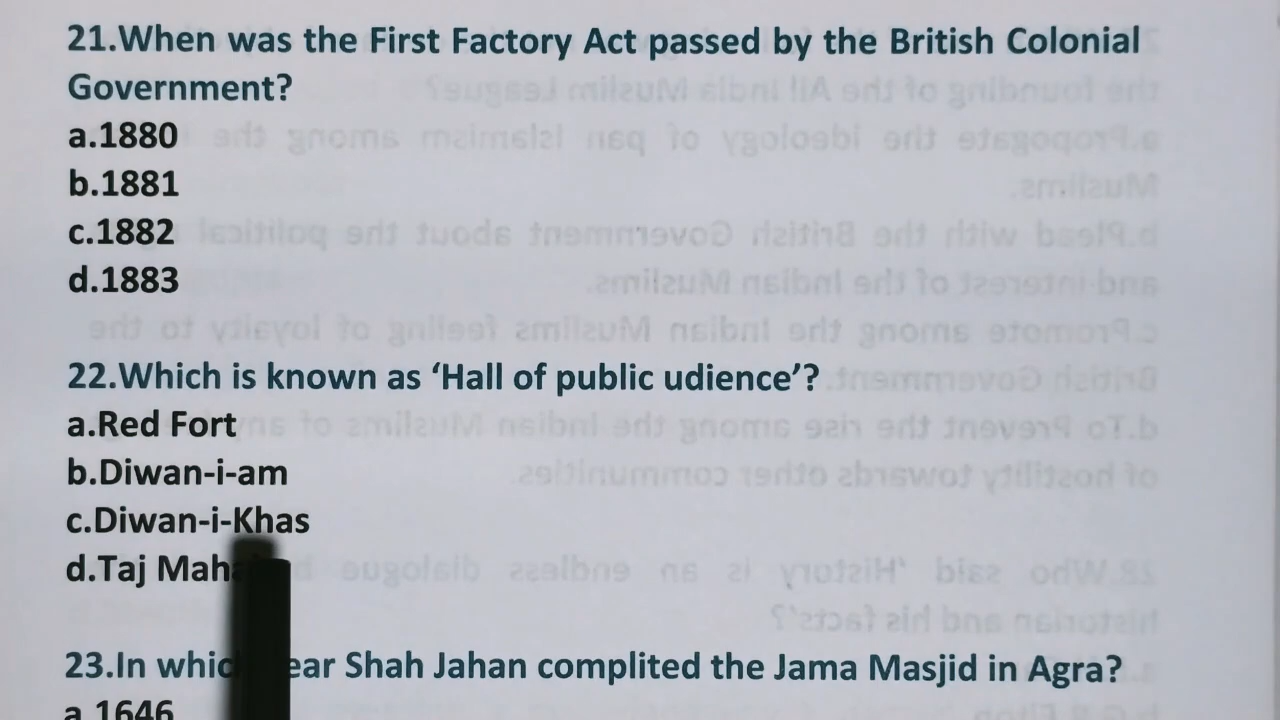 21.When was the First Factory Act passed by the British Colonial
Government?
a.1880
b.1881
c.1882
d.1883
22.Which is known as ‘Hall of public udience’?
a.Red Fort
b.Diwan-i-am
c.Diwan-i-Khas
d.Taj Maha
23.In whic ear Shah Jahan complited the Jama Masjid in Agra?
a.1646